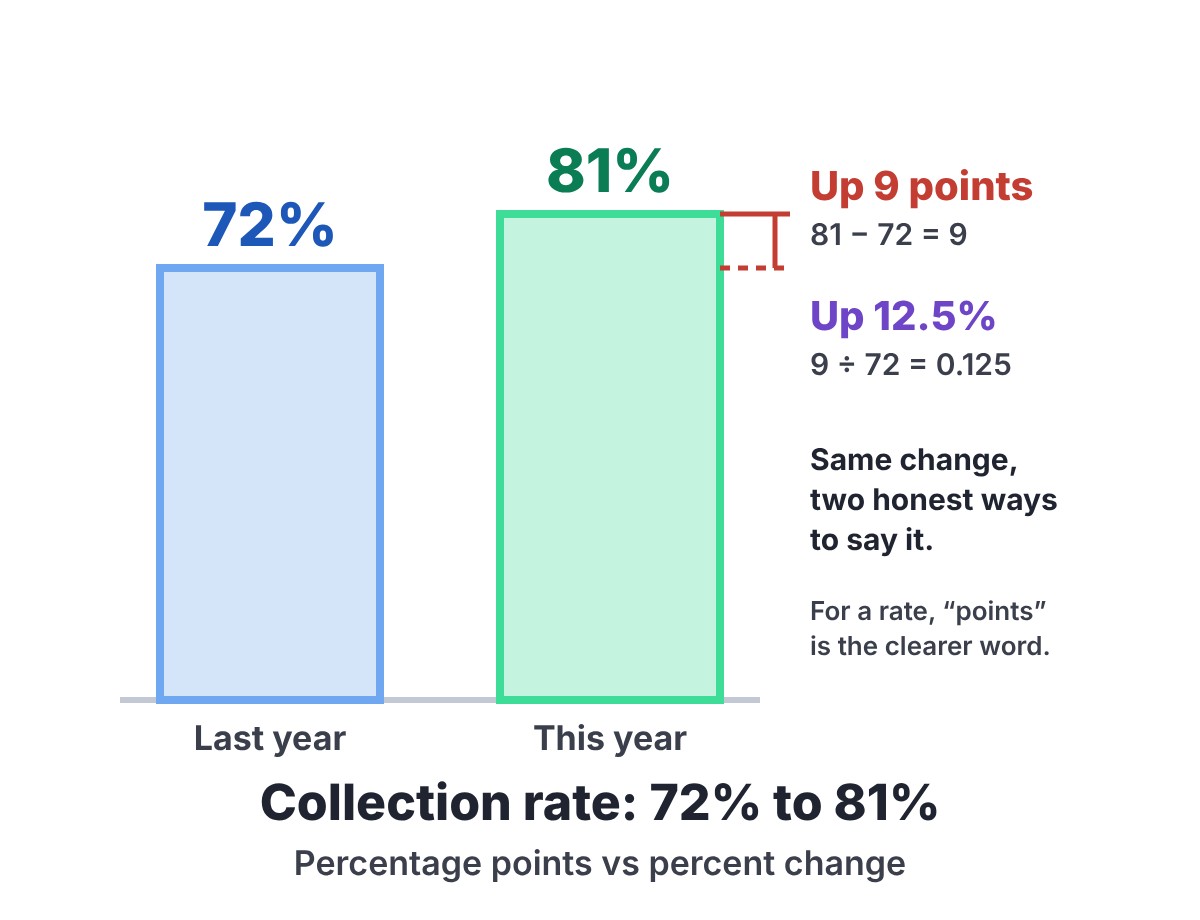 72%
81%
Up 9 points
81 − 72 = 9
Up 12.5%
9 ÷ 72 = 0.125
Same change,
two honest ways
to say it.
For a rate, “points”
is the clearer word.
Last year
This year
Collection rate: 72% to 81%
Percentage points vs percent change